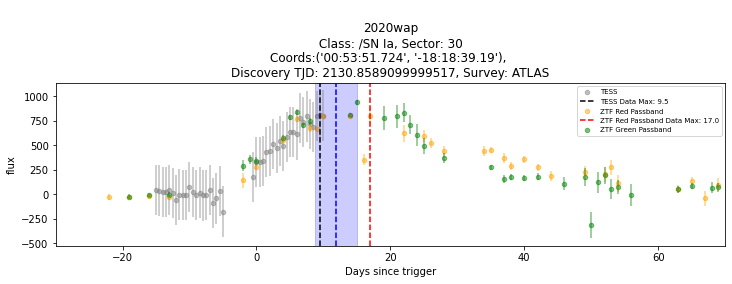 2020wap
Class: /SN Ia, Sector: 30
Coords:('00:53:51.724', '-18:18:39.19'),
Discovery TJD: 2130.8589099999517, Survey: ATLAS
TESS
TESS Data Max: 9.5
ZTF Red Passband
ZTF Red Passband Data Max: 17.0
ZTF Green Passband
flux
1000
750
500
250
0
−250
−500
−20
0
20
40
60
Days since trigger